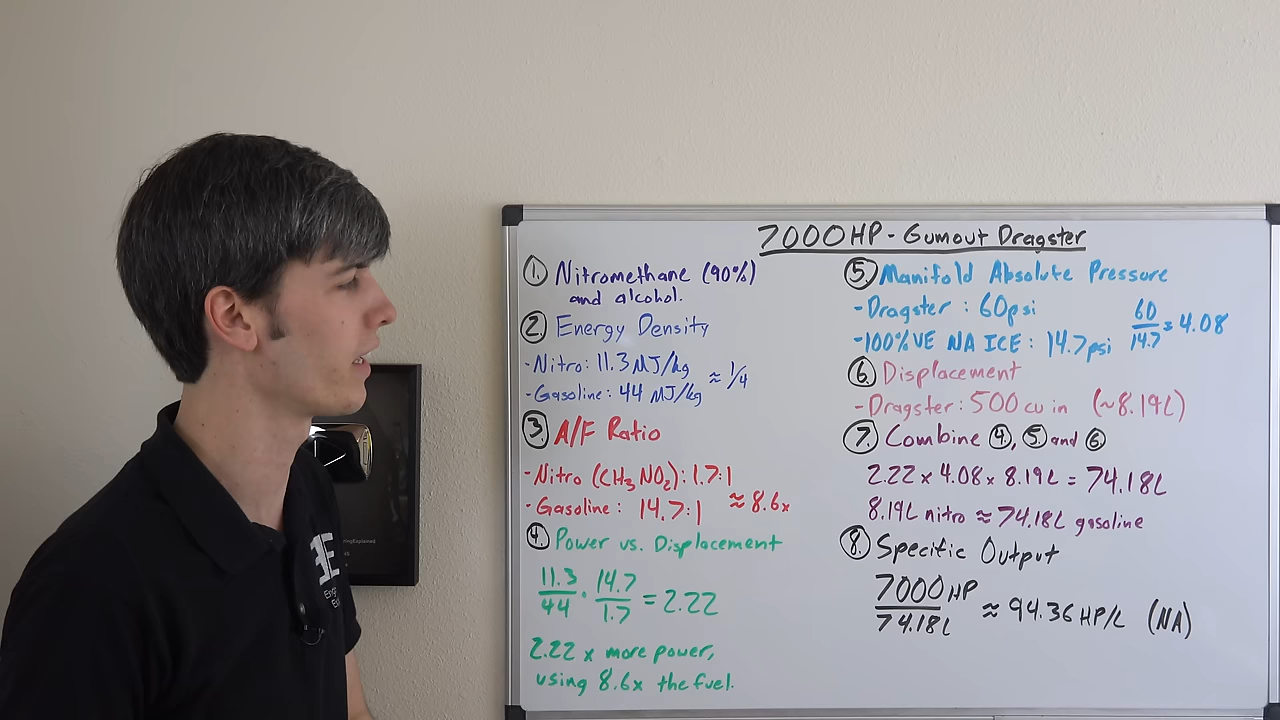 7000 HP - Gumout Dragster
1. Nitromethane (90%)
and alcohol.
2. Energy Density
- Nitro: 11.3 MJ/kg
- Gasoline: 44 MJ/kg ≈ 1/4
3. A/F Ratio
- Nitro (CH3NO2): 1.7:1
- Gasoline: 14.7:1 ≈ 8.6x
4. Power vs. Displacement
11.3/44 · 14.7/1.7 = 2.22
2.22 x more power,
using 8.6x the fuel.
5. Manifold Absolute Pressure
- Dragster: 60psi
- 100% VE NA ICE: 14.7psi 60/14.7 = 4.08
6. Displacement
- Dragster: 500 cu in (~8.19L)
7. Combine 4, 5 and 6
2.22 x 4.08 x 8.19L = 74.18L
8.19L nitro ≈ 74.18L gasoline
8. Specific Output
7000 HP/74.18L ≈ 94.36 HP/L (NA)